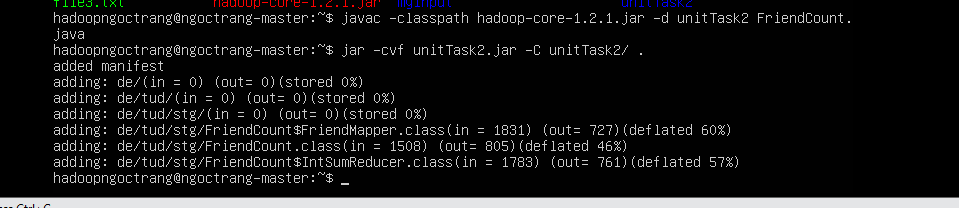 file3.txt hadoop-core-1.2.1.jar myinput unitTask2
hadoopngoctrang@ngoctrang-master:~$ javac -classpath hadoop-core-1.2.1.jar -d unitTask2 FriendCount.
java
hadoopngoctrang@ngoctrang-master:~$ jar -cvf unitTask2.jar -C unitTask2/ .
added manifest
adding: de/(in = 0) (out= 0)(stored 0%)
adding: de/tud/(in = 0) (out= 0)(stored 0%)
adding: de/tud/stg/(in = 0) (out= 0)(stored 0%)
adding: de/tud/stg/FriendCount$FriendMapper.class(in = 1831) (out= 727)(deflated 60%)
adding: de/tud/stg/FriendCount.class(in = 1508) (out= 805)(deflated 46%)
adding: de/tud/stg/FriendCount$IntSumReducer.class(in = 1783) (out= 761)(deflated 57%)
hadoopngoctrang@ngoctrang-master:~$ _